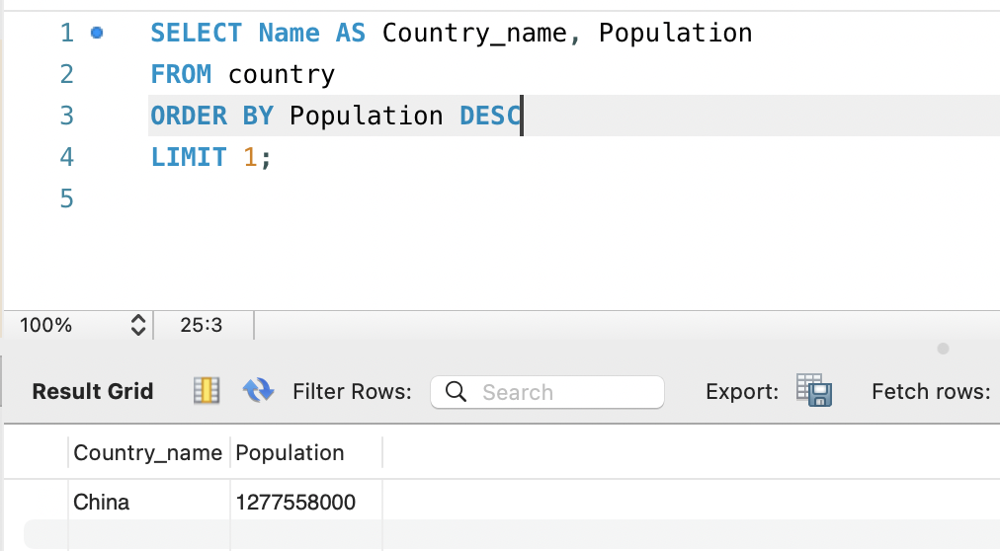 1 SELECT Name AS Country_name, Population
2 FROM country
3 ORDER BY Population DESC
4 LIMIT 1;
5
100% 25:3
Result Grid Filter Rows: Search Export: Fetch rows:
Country_name Population
China 1277558000